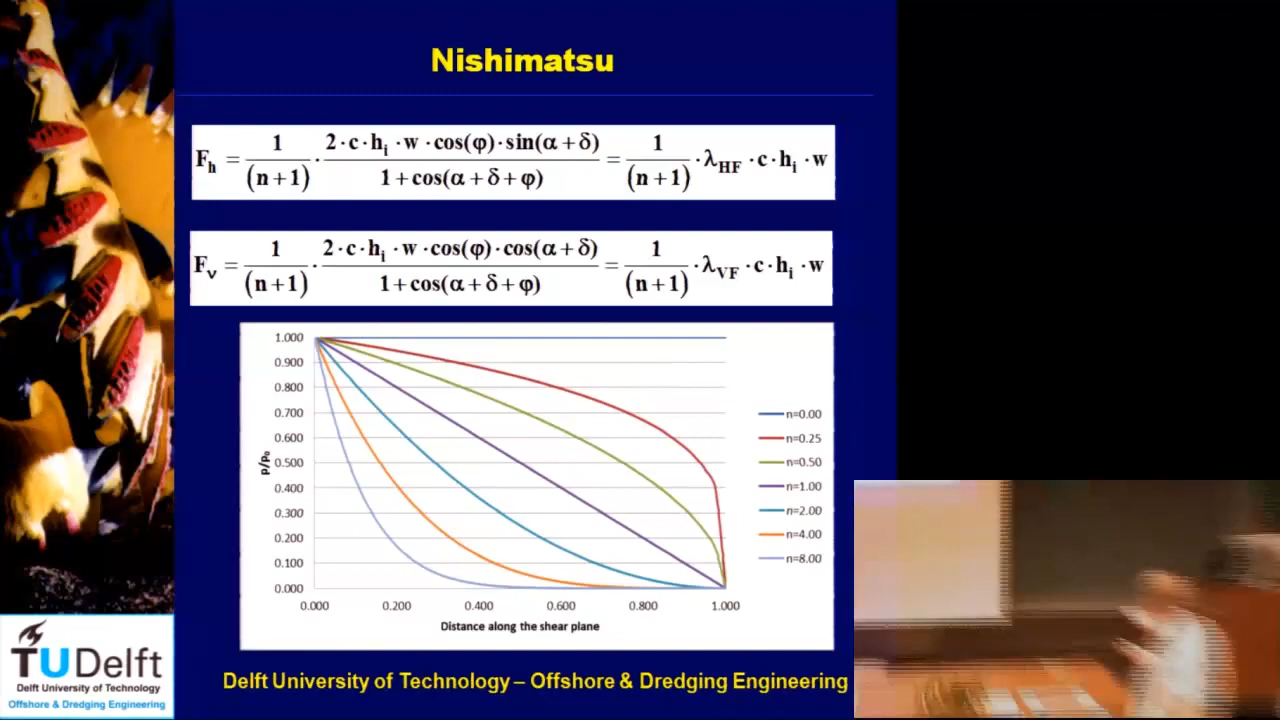 Nishimatsu
F_h = 1/(n+1) · 2·c·h_i·w·cos(φ)·sin(α+δ)/1+cos(α+δ+φ) = 1/(n+1) · λ_HF·c·h_i·w
F_ν = 1/(n+1) · 2·c·h_i·w·cos(φ)·cos(α+δ)/1+cos(α+δ+φ) = 1/(n+1) · λ_VF·c·h_i·w
1.000
0.900
0.800
0.700
0.600
0.500
0.400
0.300
0.200
0.100
0.000
p/p₀
0.000 0.200 0.400 0.600 0.800 1.000
Distance along the shear plane
n=0.00
n=0.25
n=0.50
n=1.00
n=2.00
n=4.00
n=8.00
TU Delft
Delft University of Technology
Offshore & Dredging Engineering
Delft University of Technology – Offshore & Dredging Engineering